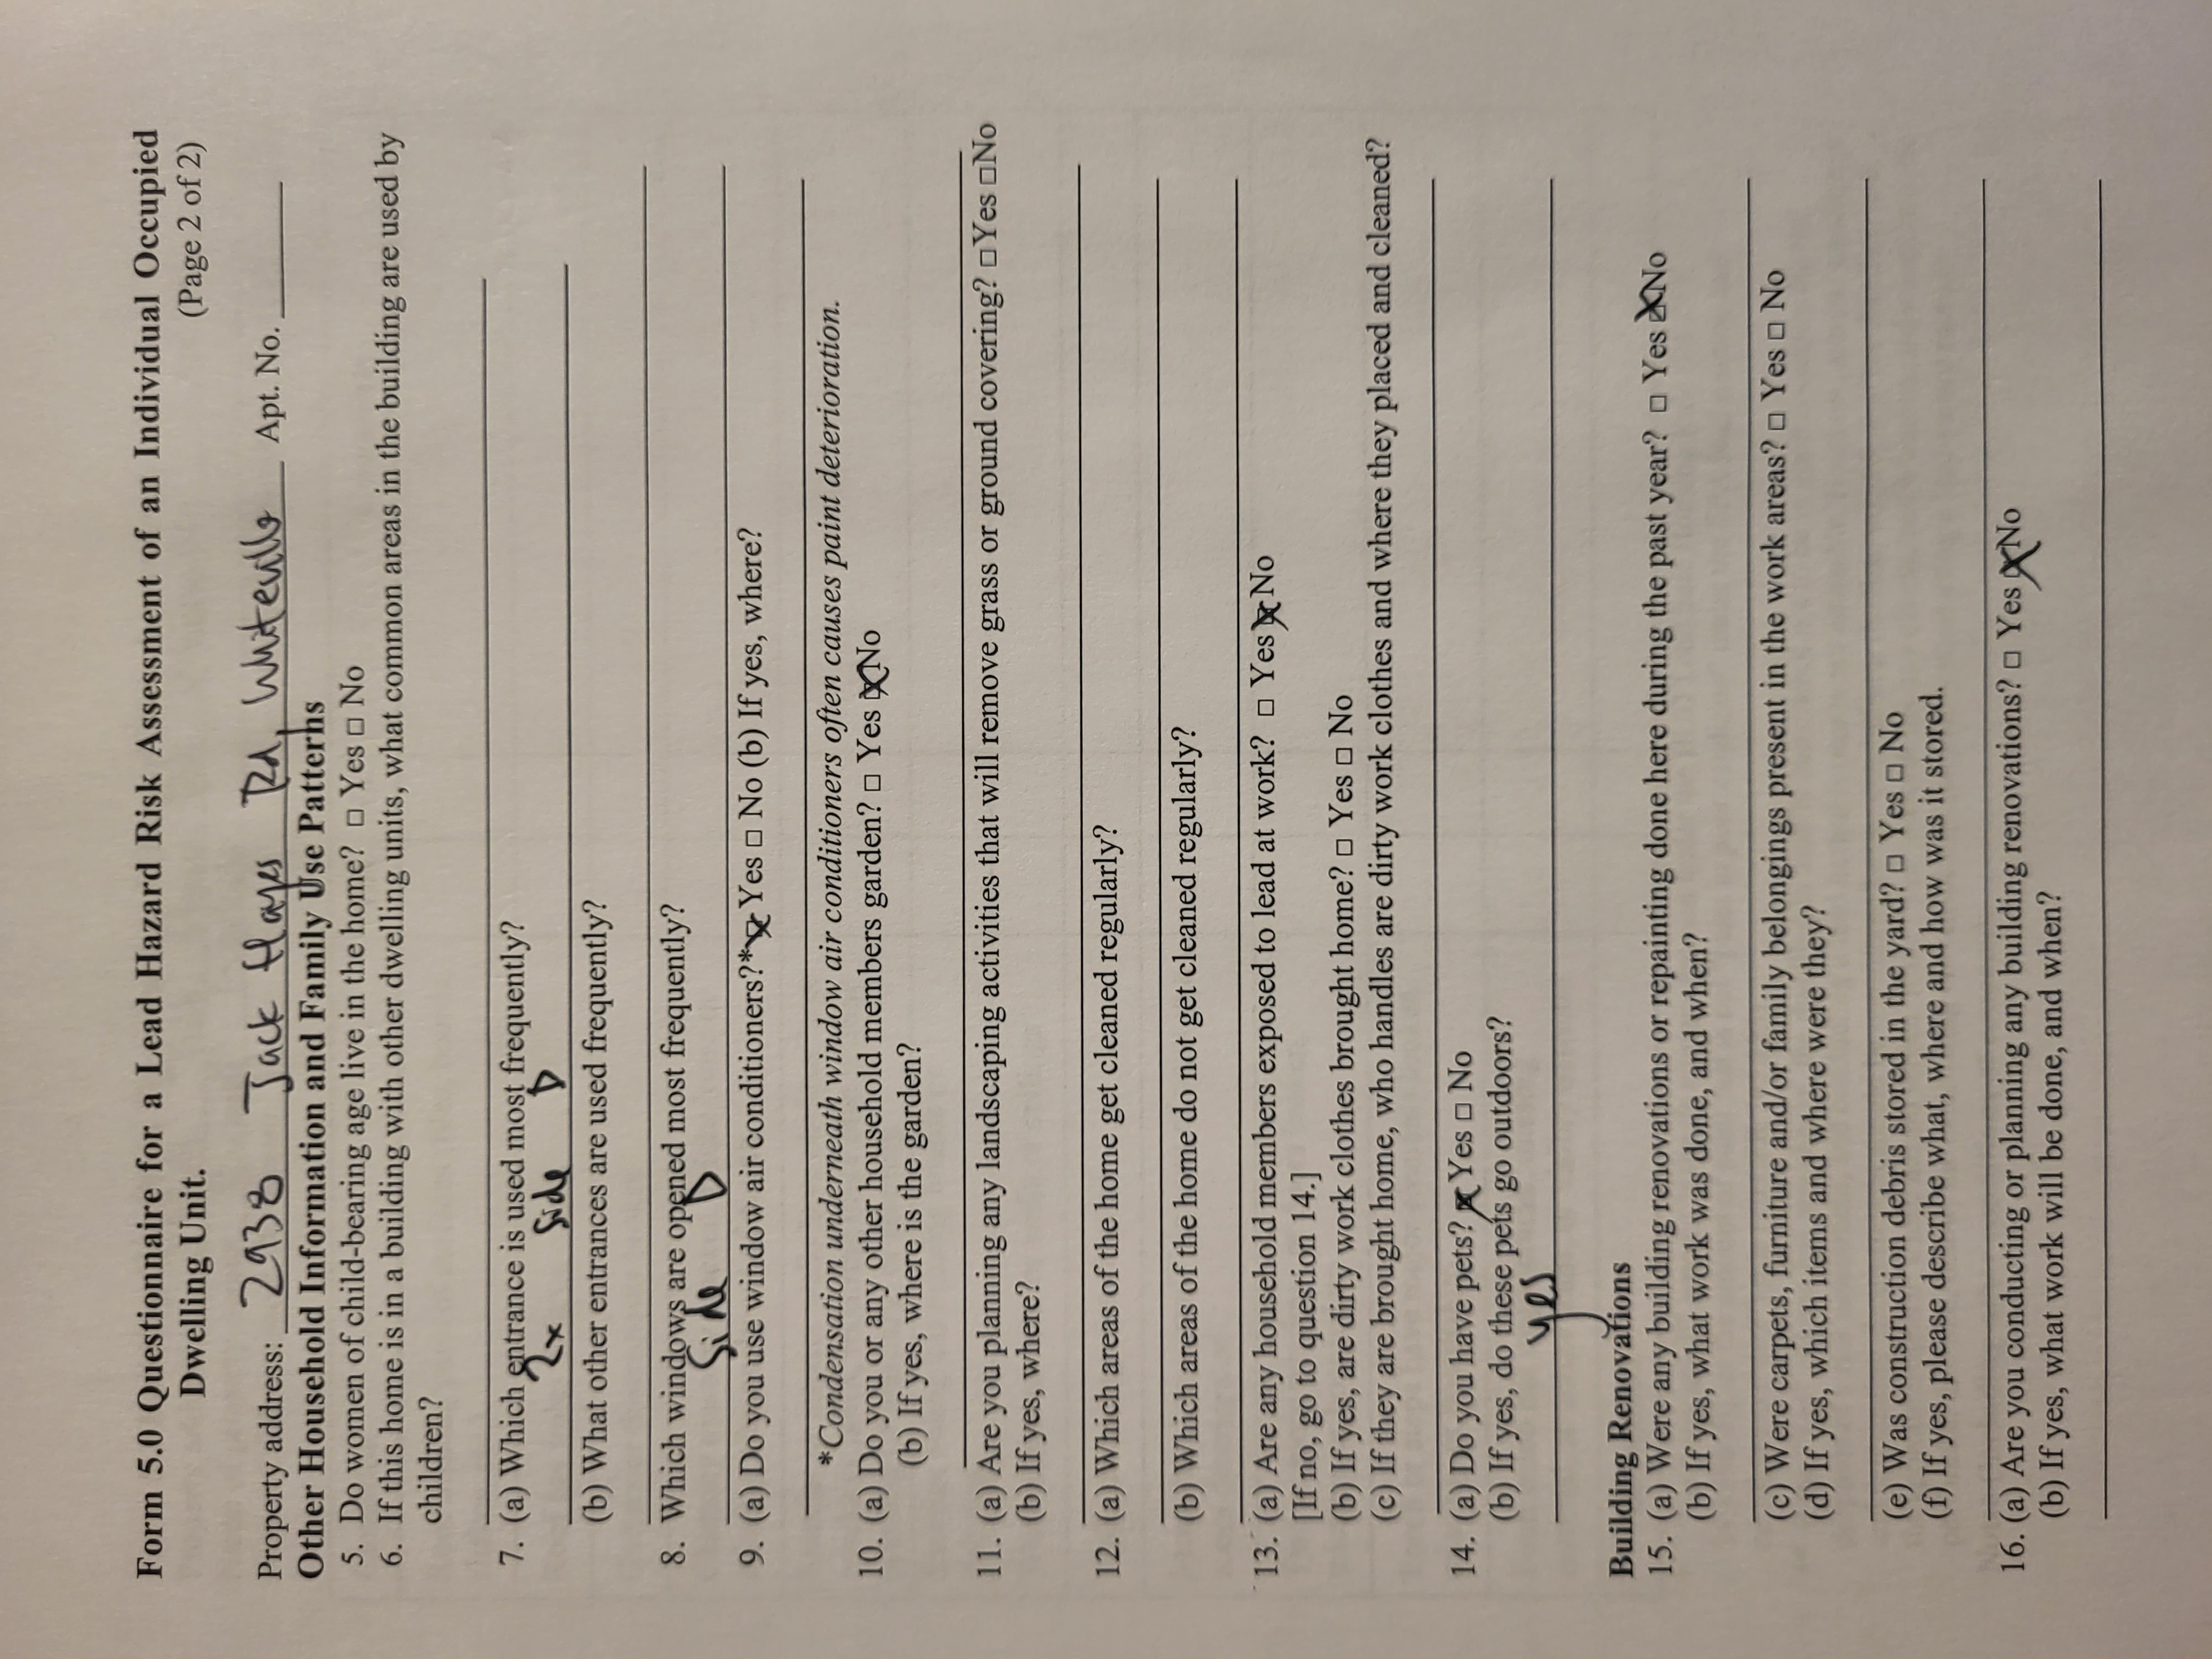 Form 5.0 Questionnaire for a Lead Hazard Risk Assessment of an Individual Occupied
Dwelling Unit. (Page 2 of 2)
Property address: 2938 Jack Hayes Rd, Whiteville Apt. No. ____
Other Household Information and Family Use Patterns
5. Do women of child-bearing age live in the home? □ Yes □ No
6. If this home is in a building with other dwelling units, what common areas in the building are used by
children?
7. (a) Which entrance is used most frequently?
2x Side D
(b) What other entrances are used frequently?
8. Which windows are opened most frequently?
Side D
9. (a) Do you use window air conditioners?* ☒ Yes □ No (b) If yes, where?
*Condensation underneath window air conditioners often causes paint deterioration.
10. (a) Do you or any other household members garden? □ Yes ☒ No
(b) If yes, where is the garden?
11. (a) Are you planning any landscaping activities that will remove grass or ground covering? □Yes □No
(b) If yes, where?
12. (a) Which areas of the home get cleaned regularly?
(b) Which areas of the home do not get cleaned regularly?
13. (a) Are any household members exposed to lead at work? □ Yes ☒ No
[If no, go to question 14.]
(b) If yes, are dirty work clothes brought home? □ Yes □ No
(c) If they are brought home, who handles are dirty work clothes and where they placed and cleaned?
14. (a) Do you have pets? ☒ Yes □ No
(b) If yes, do these pets go outdoors?
yes
Building Renovations
15. (a) Were any building renovations or repainting done here during the past year? □ Yes ☒ No
(b) If yes, what work was done, and when?
(c) Were carpets, furniture and/or family belongings present in the work areas? □ Yes □ No
(d) If yes, which items and where were they?
(e) Was construction debris stored in the yard? □ Yes □ No
(f) If yes, please describe what, where and how was it stored.
16. (a) Are you conducting or planning any building renovations? □ Yes ☒ No
(b) If yes, what work will be done, and when?